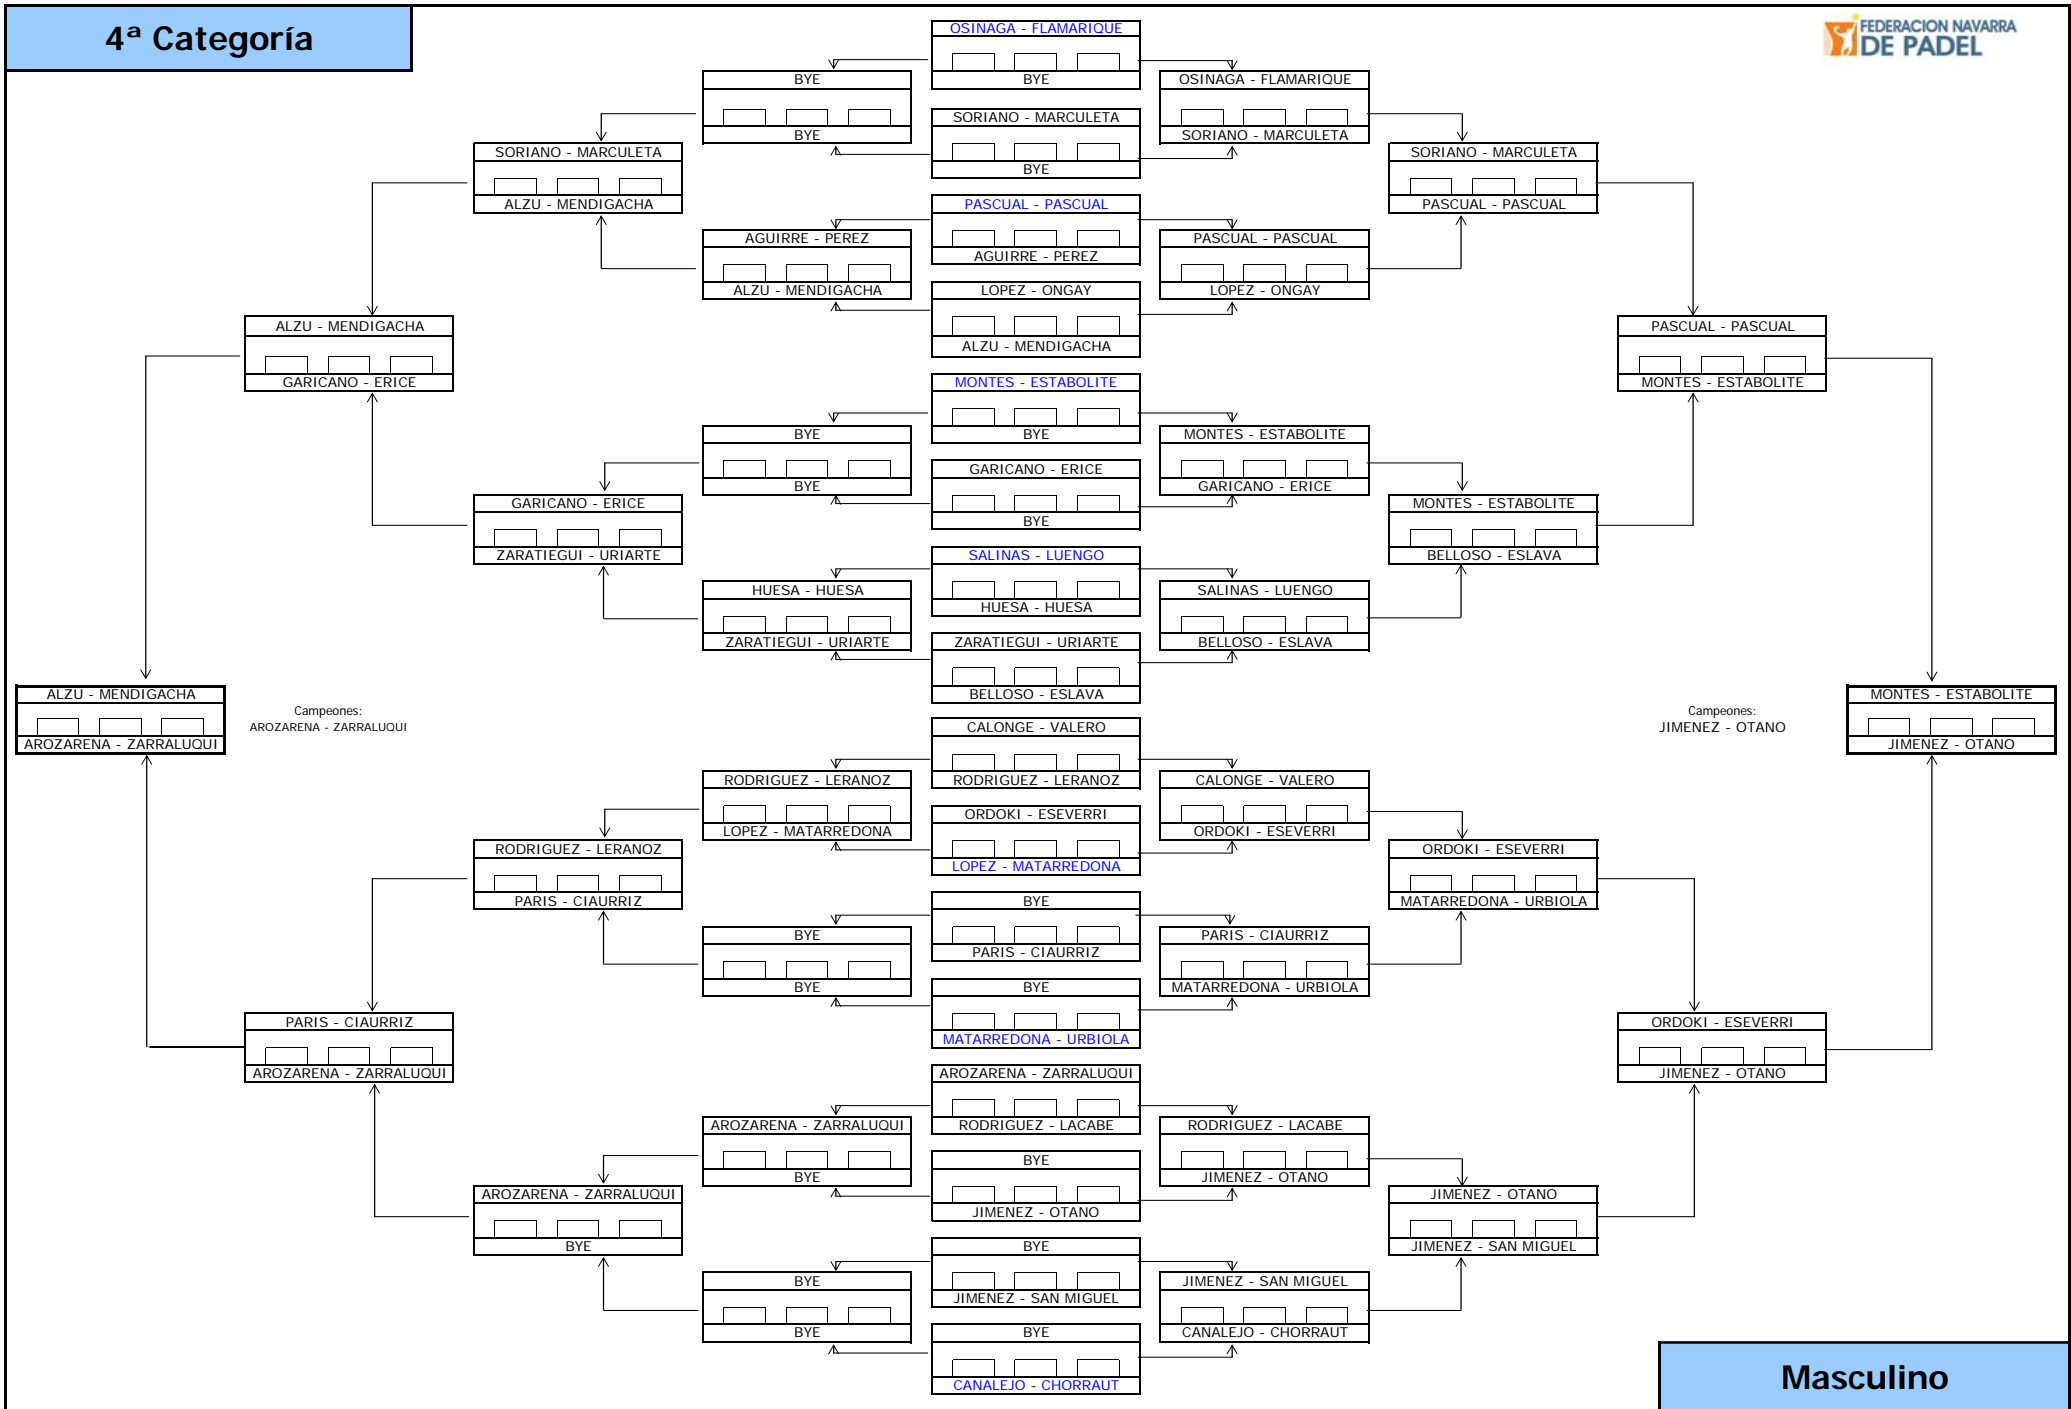 4ª Categoría
FEDERACION NAVARRA
DE PADEL
OSINAGA - FLAMARIQUE
BYE
SORIANO - MARCULETA
BYE
PASCUAL - PASCUAL
AGUIRRE - PEREZ
LOPEZ - ONGAY
ALZU - MENDIGACHA
MONTES - ESTABOLITE
BYE
GARICANO - ERICE
BYE
SALINAS - LUENGO
HUESA - HUESA
ZARATIEGUI - URIARTE
BELLOSO - ESLAVA
CALONGE - VALERO
RODRIGUEZ - LERANOZ
ORDOKI - ESEVERRI
LOPEZ - MATARREDONA
BYE
PARIS - CIAURRIZ
BYE
MATARREDONA - URBIOLA
AROZARENA - ZARRALUQUI
RODRIGUEZ - LACABE
BYE
JIMENEZ - OTANO
BYE
JIMENEZ - SAN MIGUEL
BYE
CANALEJO - CHORRAUT
BYE
BYE
AGUIRRE - PEREZ
ALZU - MENDIGACHA
BYE
BYE
HUESA - HUESA
ZARATIEGUI - URIARTE
RODRIGUEZ - LERANOZ
LOPEZ - MATARREDONA
BYE
BYE
AROZARENA - ZARRALUQUI
BYE
BYE
BYE
SORIANO - MARCULETA
ALZU - MENDIGACHA
GARICANO - ERICE
ZARATIEGUI - URIARTE
RODRIGUEZ - LERANOZ
PARIS - CIAURRIZ
AROZARENA - ZARRALUQUI
BYE
ALZU - MENDIGACHA
GARICANO - ERICE
PARIS - CIAURRIZ
AROZARENA - ZARRALUQUI
ALZU - MENDIGACHA
AROZARENA - ZARRALUQUI
Campeones:
AROZARENA - ZARRALUQUI
OSINAGA - FLAMARIQUE
SORIANO - MARCULETA
PASCUAL - PASCUAL
LOPEZ - ONGAY
MONTES - ESTABOLITE
GARICANO - ERICE
SALINAS - LUENGO
BELLOSO - ESLAVA
CALONGE - VALERO
ORDOKI - ESEVERRI
PARIS - CIAURRIZ
MATARREDONA - URBIOLA
RODRIGUEZ - LACABE
JIMENEZ - OTANO
JIMENEZ - SAN MIGUEL
CANALEJO - CHORRAUT
SORIANO - MARCULETA
PASCUAL - PASCUAL
MONTES - ESTABOLITE
BELLOSO - ESLAVA
ORDOKI - ESEVERRI
MATARREDONA - URBIOLA
JIMENEZ - OTANO
JIMENEZ - SAN MIGUEL
PASCUAL - PASCUAL
MONTES - ESTABOLITE
ORDOKI - ESEVERRI
JIMENEZ - OTANO
MONTES - ESTABOLITE
JIMENEZ - OTANO
Campeones:
JIMENEZ - OTANO
Masculino